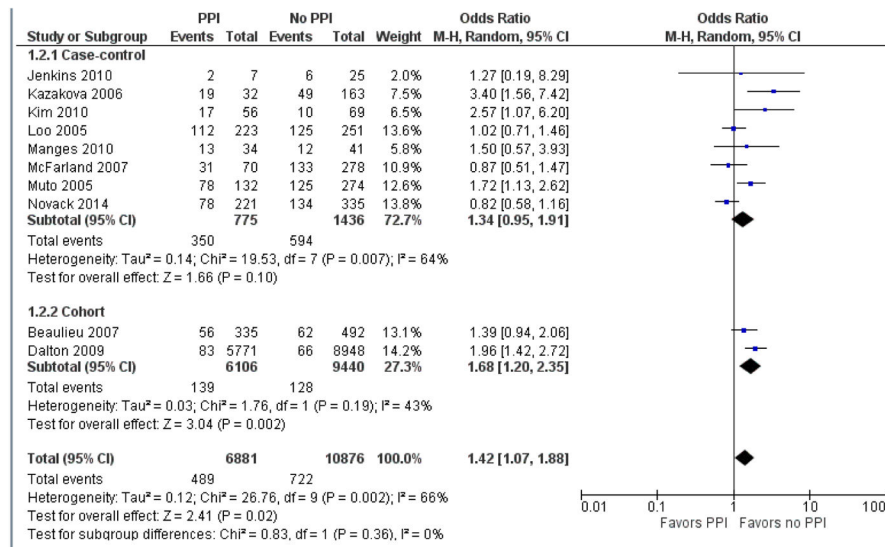 PPI No PPI Odds Ratio Odds Ratio
Study or Subgroup Events Total Events Total Weight M-H, Random, 95% CI M-H, Random, 95% CI
1.2.1 Case-control
Jenkins 2010 2 7 6 25 2.0% 1.27 [0.19, 8.29]
Kazakova 2006 19 32 49 163 7.5% 3.40 [1.56, 7.42]
Kim 2010 17 56 10 69 6.5% 2.57 [1.07, 6.20]
Loo 2005 112 223 125 251 13.6% 1.02 [0.71, 1.46]
Manges 2010 13 34 12 41 5.8% 1.50 [0.57, 3.93]
McFarland 2007 31 70 133 278 10.9% 0.87 [0.51, 1.47]
Muto 2005 78 132 125 274 12.6% 1.72 [1.13, 2.62]
Novack 2014 78 221 134 335 13.8% 0.82 [0.58, 1.16]
Subtotal (95% CI) 775 1436 72.7% 1.34 [0.95, 1.91]
Total events 350 594
Heterogeneity: Tau² = 0.14; Chi² = 19.53, df = 7 (P = 0.007); I² = 64%
Test for overall effect: Z = 1.66 (P = 0.10)
1.2.2 Cohort
Beaulieu 2007 56 335 62 492 13.1% 1.39 [0.94, 2.06]
Dalton 2009 83 5771 66 8948 14.2% 1.96 [1.42, 2.72]
Subtotal (95% CI) 6106 9440 27.3% 1.68 [1.20, 2.35]
Total events 139 128
Heterogeneity: Tau² = 0.03; Chi² = 1.76, df = 1 (P = 0.19); I² = 43%
Test for overall effect: Z = 3.04 (P = 0.002)
Total (95% CI) 6881 10876 100.0% 1.42 [1.07, 1.88]
Total events 489 722
Heterogeneity: Tau² = 0.12; Chi² = 26.76, df = 9 (P = 0.002); I² = 66%
Test for overall effect: Z = 2.41 (P = 0.02)
Test for subgroup differences: Chi² = 0.83, df = 1 (P = 0.36), I² = 0%
0.01 0.1 1 10 100
Favors PPI Favors no PPI